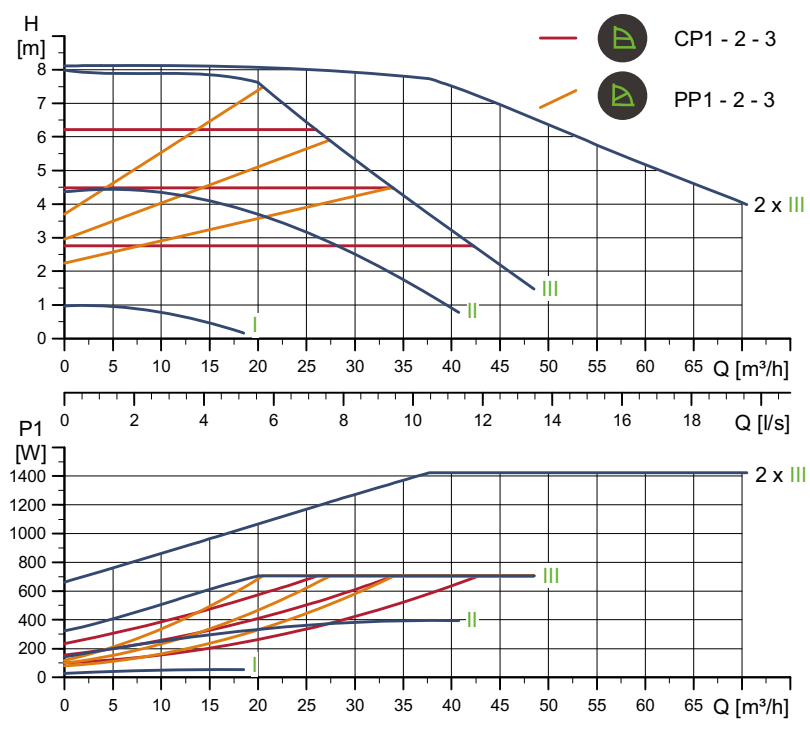 H
[m]
CP1 - 2 - 3
PP1 - 2 - 3
8
7
6
5
4
3
2
1
0
2 x III
III
II
I
0 5 10 15 20 25 30 35 40 45 50 55 60 65 Q [m³/h]
0 2 4 6 8 10 12 14 16 18 Q [l/s]
P1
[W]
1400
1200
1000
800
600
400
200
0
2 x III
III
II
I
0 5 10 15 20 25 30 35 40 45 50 55 60 65 Q [m³/h]